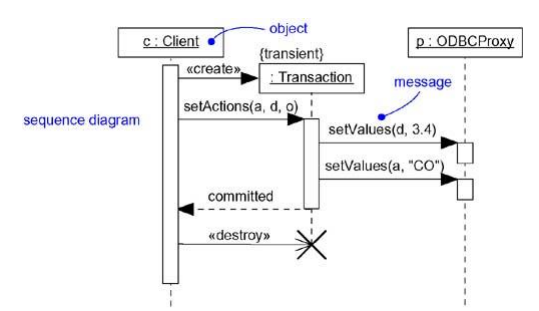 object
c : Client
p : ODBCProxy
{transient}
«create»
: Transaction
message
setActions(a, d, o)
sequence diagram
setValues(d, 3.4)
setValues(a, "CO")
committed
«destroy»